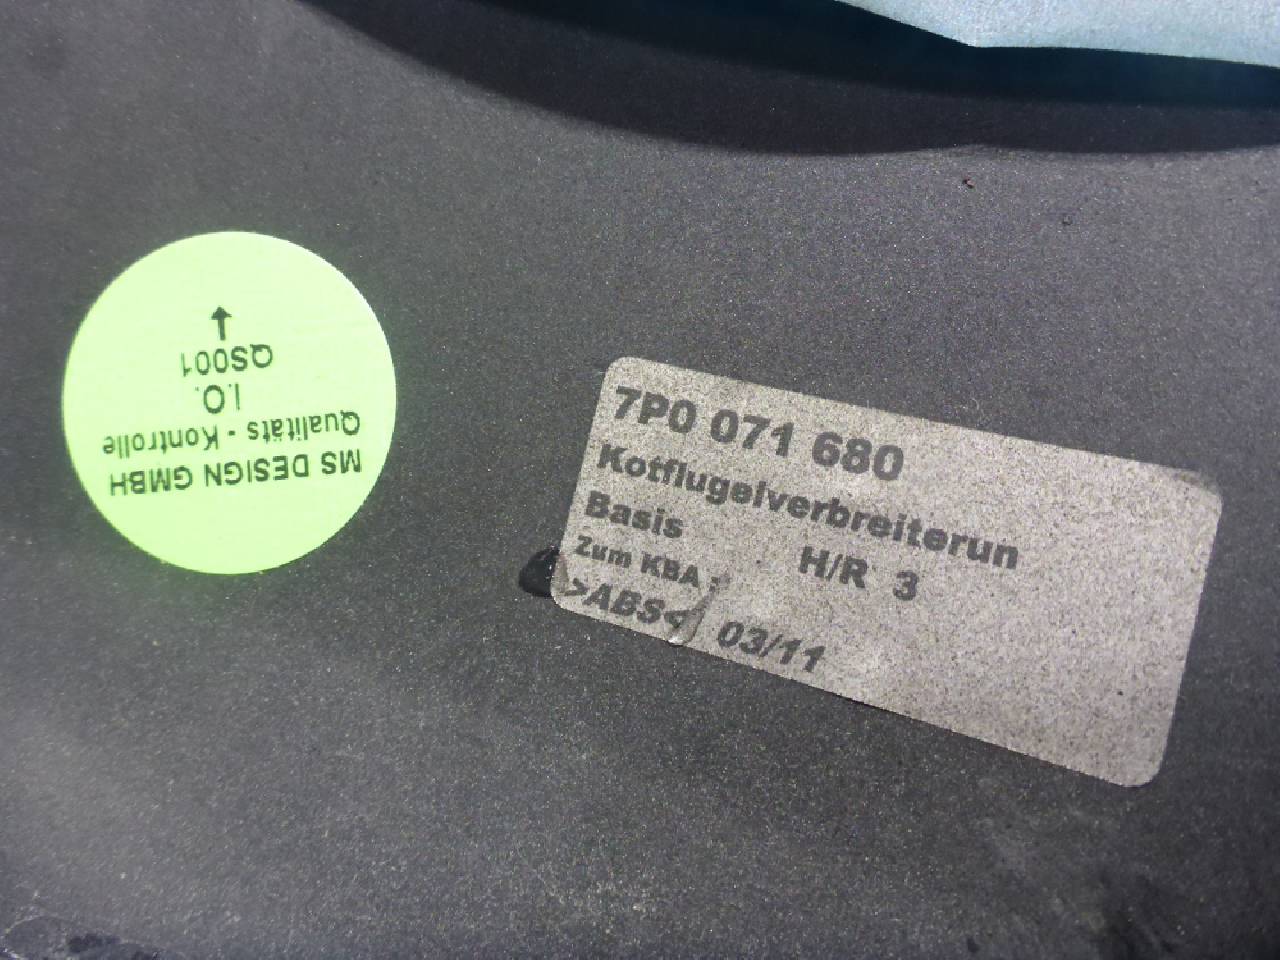 MS DESIGN GMBH
Qualitäts - Kontrolle
I.O.
QS001
7P0 071 680
Kotflugelverbreiterun
Basis H/R 3
Zum KBA :
>ABS< 03/11